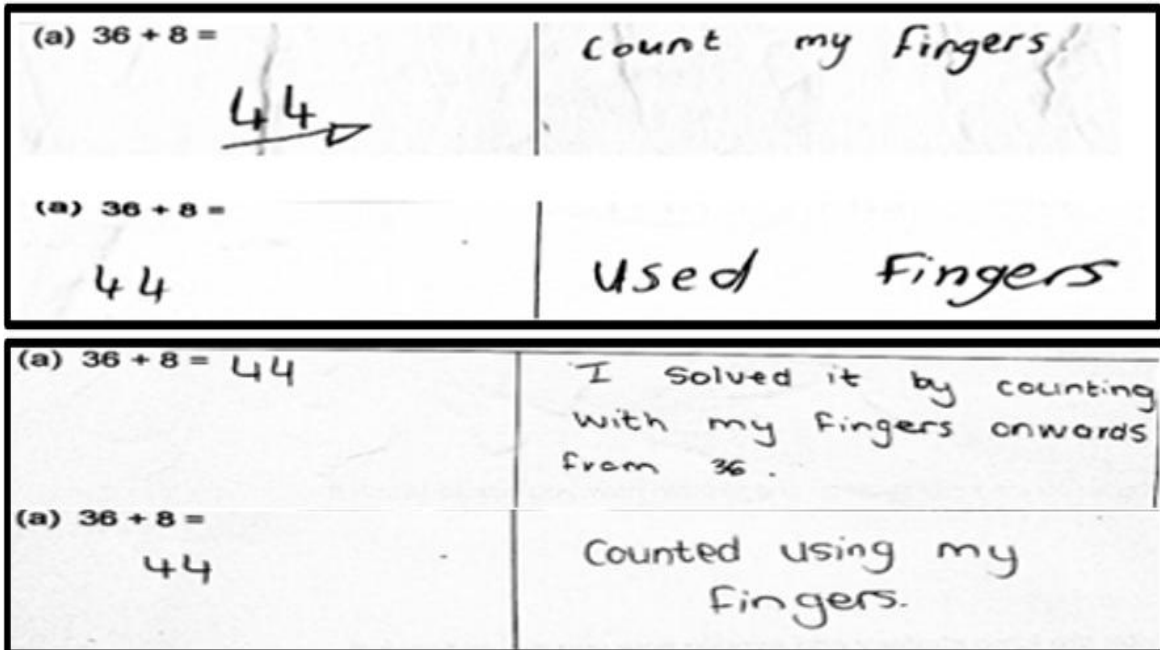 (a) 36 + 8 =
44
count my fingers.
(a) 36 + 8 =
44
used fingers
(a) 36 + 8 = 44
I solved it by counting
with my fingers onwards
from 36.
(a) 36 + 8 =
44
Counted using my
fingers.